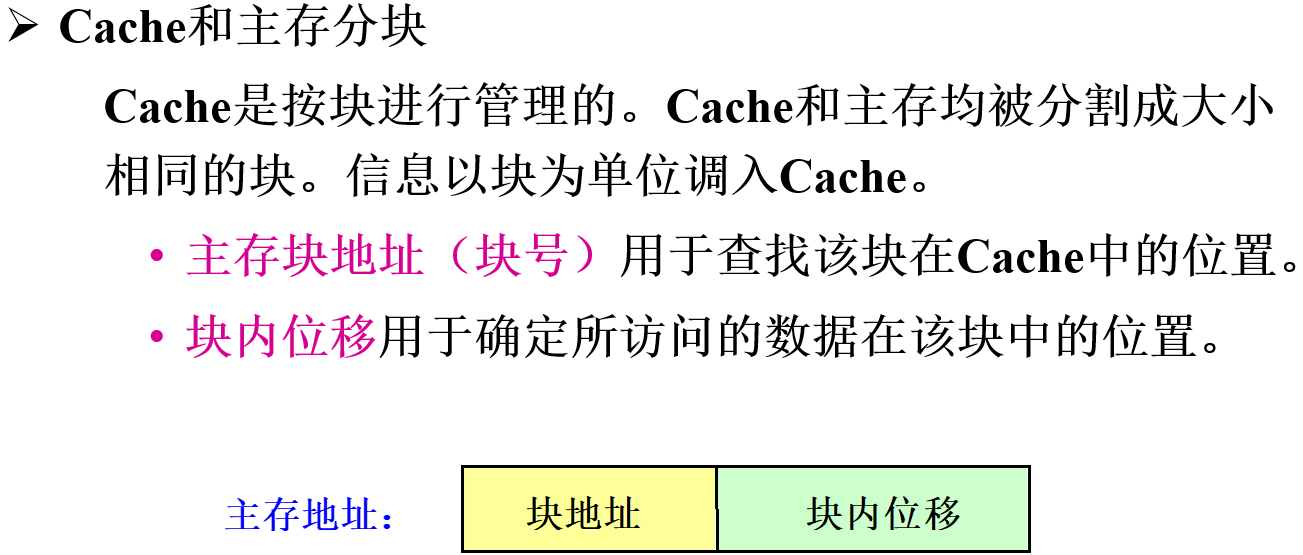 ➢ Cache和主存分块
Cache是按块进行管理的。Cache和主存均被分割成大小
相同的块。信息以块为单位调入Cache。
• 主存块地址（块号）用于查找该块在Cache中的位置。
• 块内位移用于确定所访问的数据在该块中的位置。
主存地址： 块地址 块内位移